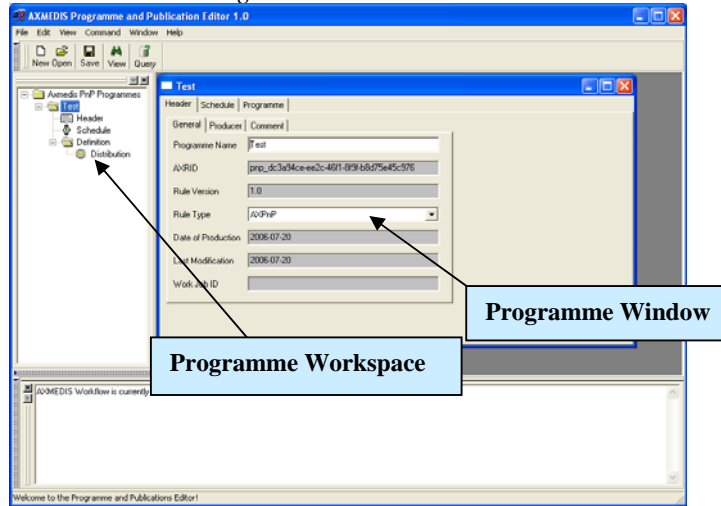 AXMEDIS Programme and Publication Editor 1.0
File Edit View Command Window Help
New Open Save View Query
Axmedis PnP Programmes
Test
Header
Schedule
Definition
Distribution
Test
Header Schedule Programme
General Producer Comment
Programme Name Test
AXRID pnp_dc3a94ce-ee2c-46f1-8f9f-b8d75e45c976
Rule Version 1.0
Rule Type AXPnP
Date of Production 2006-07-20
Last Modification 2006-07-20
Work Job ID
Programme Window
Programme Workspace
AXMEDIS Workflow is currently
Welcome to the Programme and Publications Editor!